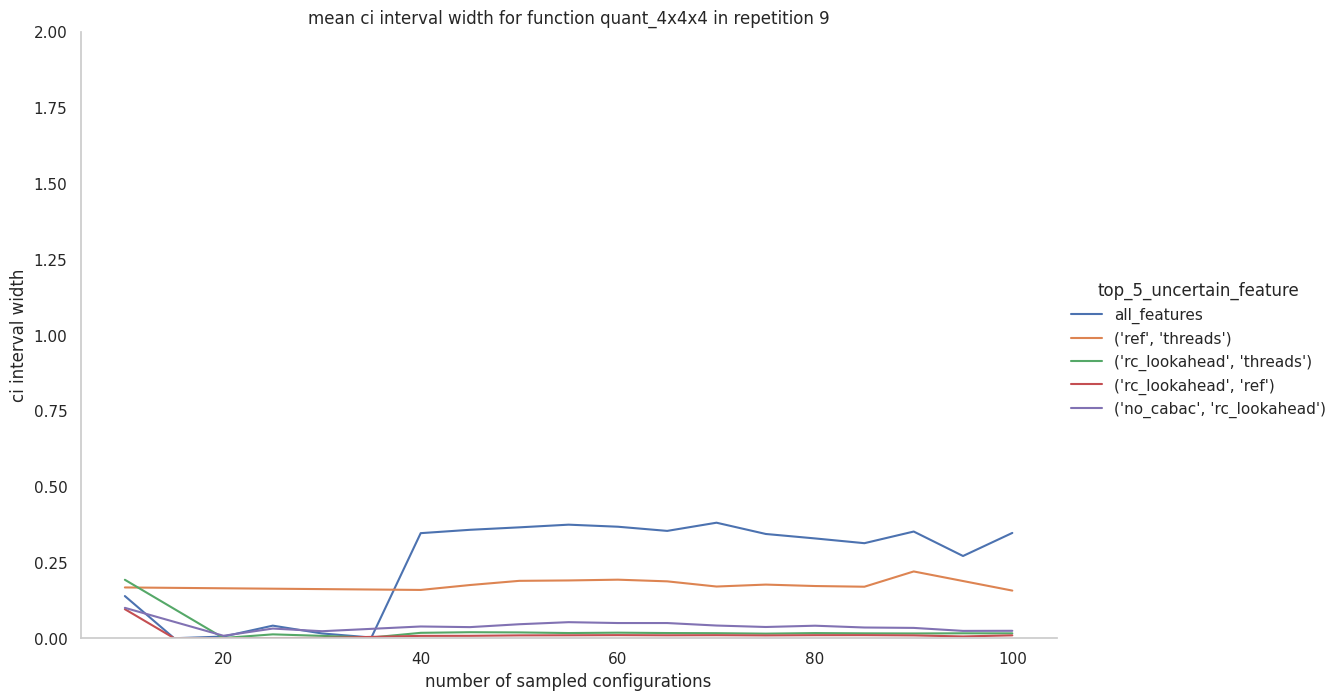 mean ci interval width for function quant_4x4x4 in repetition 9
2.00
1.75
1.50
1.25
1.00
0.75
0.50
0.25
0.00
ci interval width
20
40
60
80
100
number of sampled configurations
top_5_uncertain_feature
all_features
('ref', 'threads')
('rc_lookahead', 'threads')
('rc_lookahead', 'ref')
('no_cabac', 'rc_lookahead')